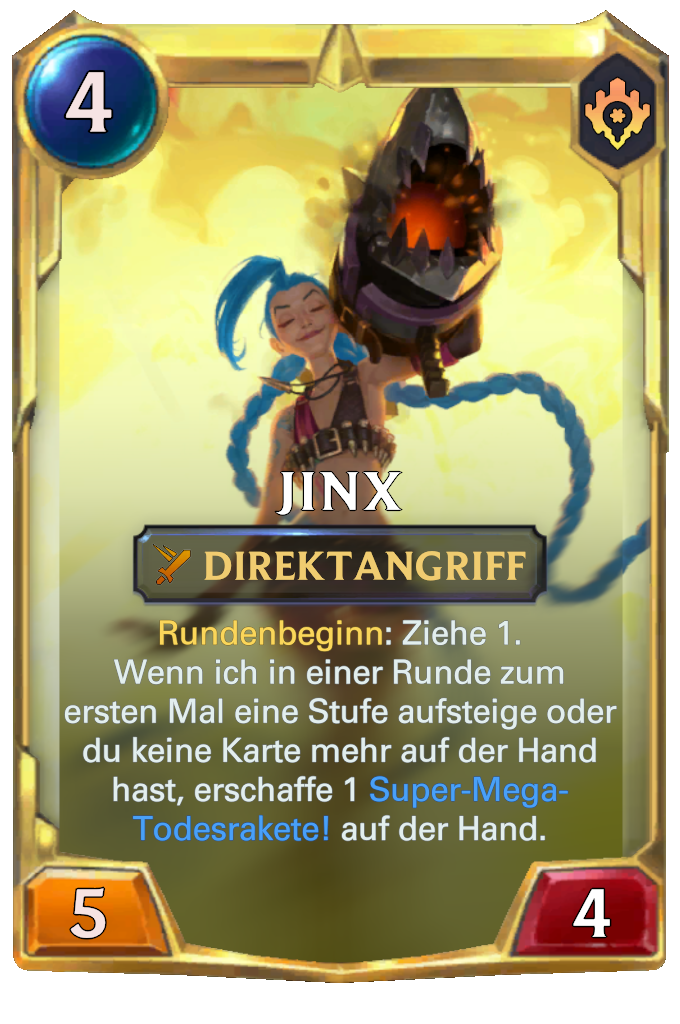 4
JINX
DIREKTANGRIFF
Rundenbeginn: Ziehe 1.
Wenn ich in einer Runde zum
ersten Mal eine Stufe aufsteige oder
du keine Karte mehr auf der Hand
hast, erschaffe 1 Super-Mega-
Todesrakete! auf der Hand.
5
4